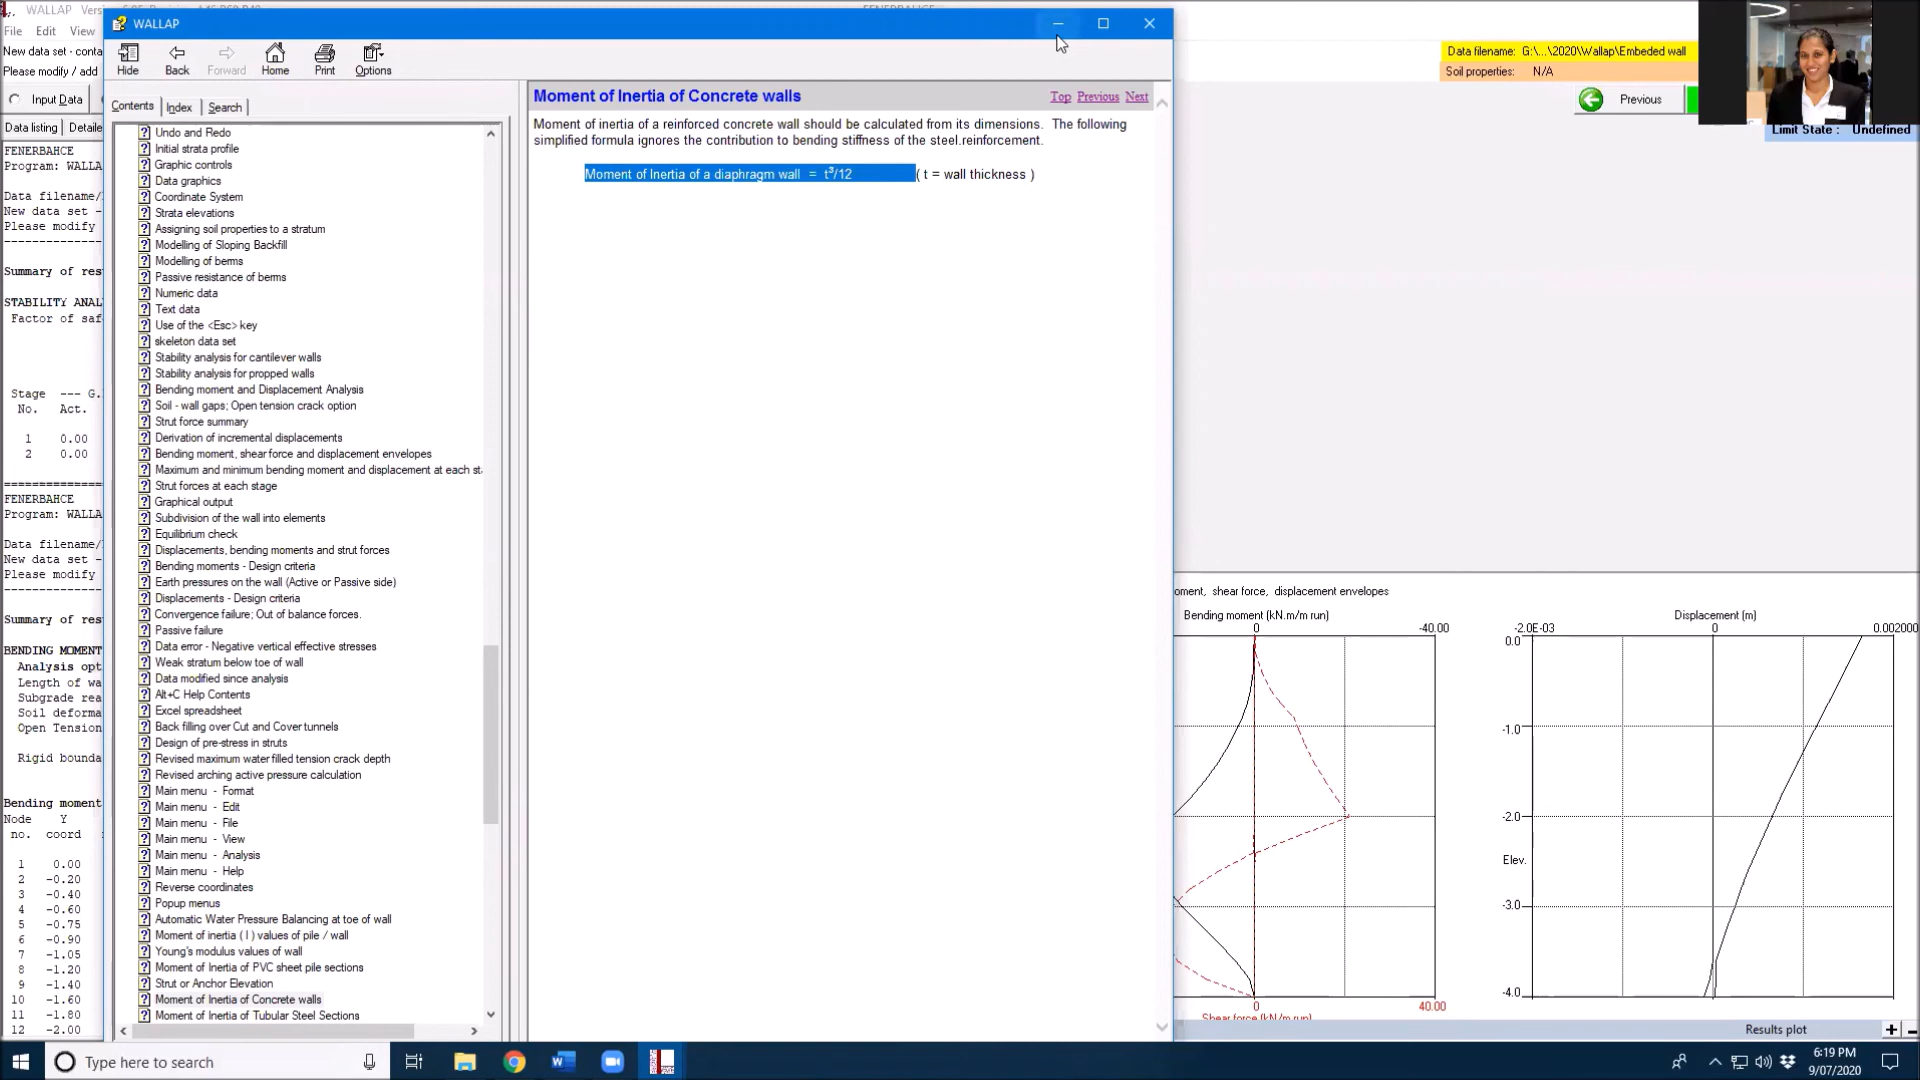 WALLAP
File Edit View
New data set - conta
Please modify / add
Input Data
Data listing Detaile
FENERBAHCE
Program: WALLA
Data filename/
New data set -
Please modify
Summary of res
STABILITY ANAL
Factor of saf
Stage --- G.
No. Act.
1 0.00
2 0.00
FENERBAHCE
Program: WALLA
Data filename/
New data set -
Please modify
Summary of res
BENDING MOMENT
Analysis opt
Length of wa
Subgrade rea
Soil deforma
Open Tension
Rigid bounda
Bending moment
Node Y
no. coord
1 0.00
2 -0.20
3 -0.40
4 -0.60
5 -0.75
6 -0.90
7 -1.05
8 -1.20
9 -1.40
10 -1.60
11 -1.80
12 -2.00
WALLAP
Hide Back Forward Home Print Options
Contents Index Search
Undo and Redo
Initial strata profile
Graphic controls
Data graphics
Coordinate System
Strata elevations
Assigning soil properties to a stratum
Modelling of Sloping Backfill
Modelling of berms
Passive resistance of berms
Numeric data
Text data
Use of the <Esc> key
skeleton data set
Stability analysis for cantilever walls
Stability analysis for propped walls
Bending moment and Displacement Analysis
Soil - wall gaps; Open tension crack option
Strut force summary
Derivation of incremental displacements
Bending moment, shear force and displacement envelopes
Maximum and minimum bending moment and displacement at each sta
Strut forces at each stage
Graphical output
Subdivision of the wall into elements
Equilibrium check
Displacements, bending moments and strut forces
Bending moments - Design criteria
Earth pressures on the wall (Active or Passive side)
Displacements - Design criteria
Convergence failure; Out of balance forces.
Passive failure
Data error - Negative vertical effective stresses
Weak stratum below toe of wall
Data modified since analysis
Alt+C Help Contents
Excel spreadsheet
Back filling over Cut and Cover tunnels
Design of pre-stress in struts
Revised maximum water filled tension crack depth
Revised arching active pressure calculation
Main menu - Format
Main menu - Edit
Main menu - File
Main menu - View
Main menu - Analysis
Main menu - Help
Reverse coordinates
Popup menus
Automatic Water Pressure Balancing at toe of wall
Moment of inertia ( I ) values of pile / wall
Young's modulus values of wall
Moment of Inertia of PVC sheet pile sections
Strut or Anchor Elevation
Moment of Inertia of Concrete walls
Moment of Inertia of Tubular Steel Sections
Moment of Inertia of Concrete walls
Top Previous Next
Moment of inertia of a reinforced concrete wall should be calculated from its dimensions. The following
simplified formula ignores the contribution to bending stiffness of the steel.reinforcement.
Moment of Inertia of a diaphragm wall = t³/12 ( t = wall thickness )
Data filename: G:\...\2020\Wallap\Embeded wall
Soil properties: N/A
Previous
Limit State : Undefined
oment, shear force, displacement envelopes
Bending moment (kN.m/m run)
0 -40.00
0 40.00
Shear force (kN/m run)
Displacement (m)
-2.0E-03 0 0.002000
0.0
-1.0
-2.0
Elev.
-3.0
-4.0
Results plot
Type here to search
6:19 PM
9/07/2020